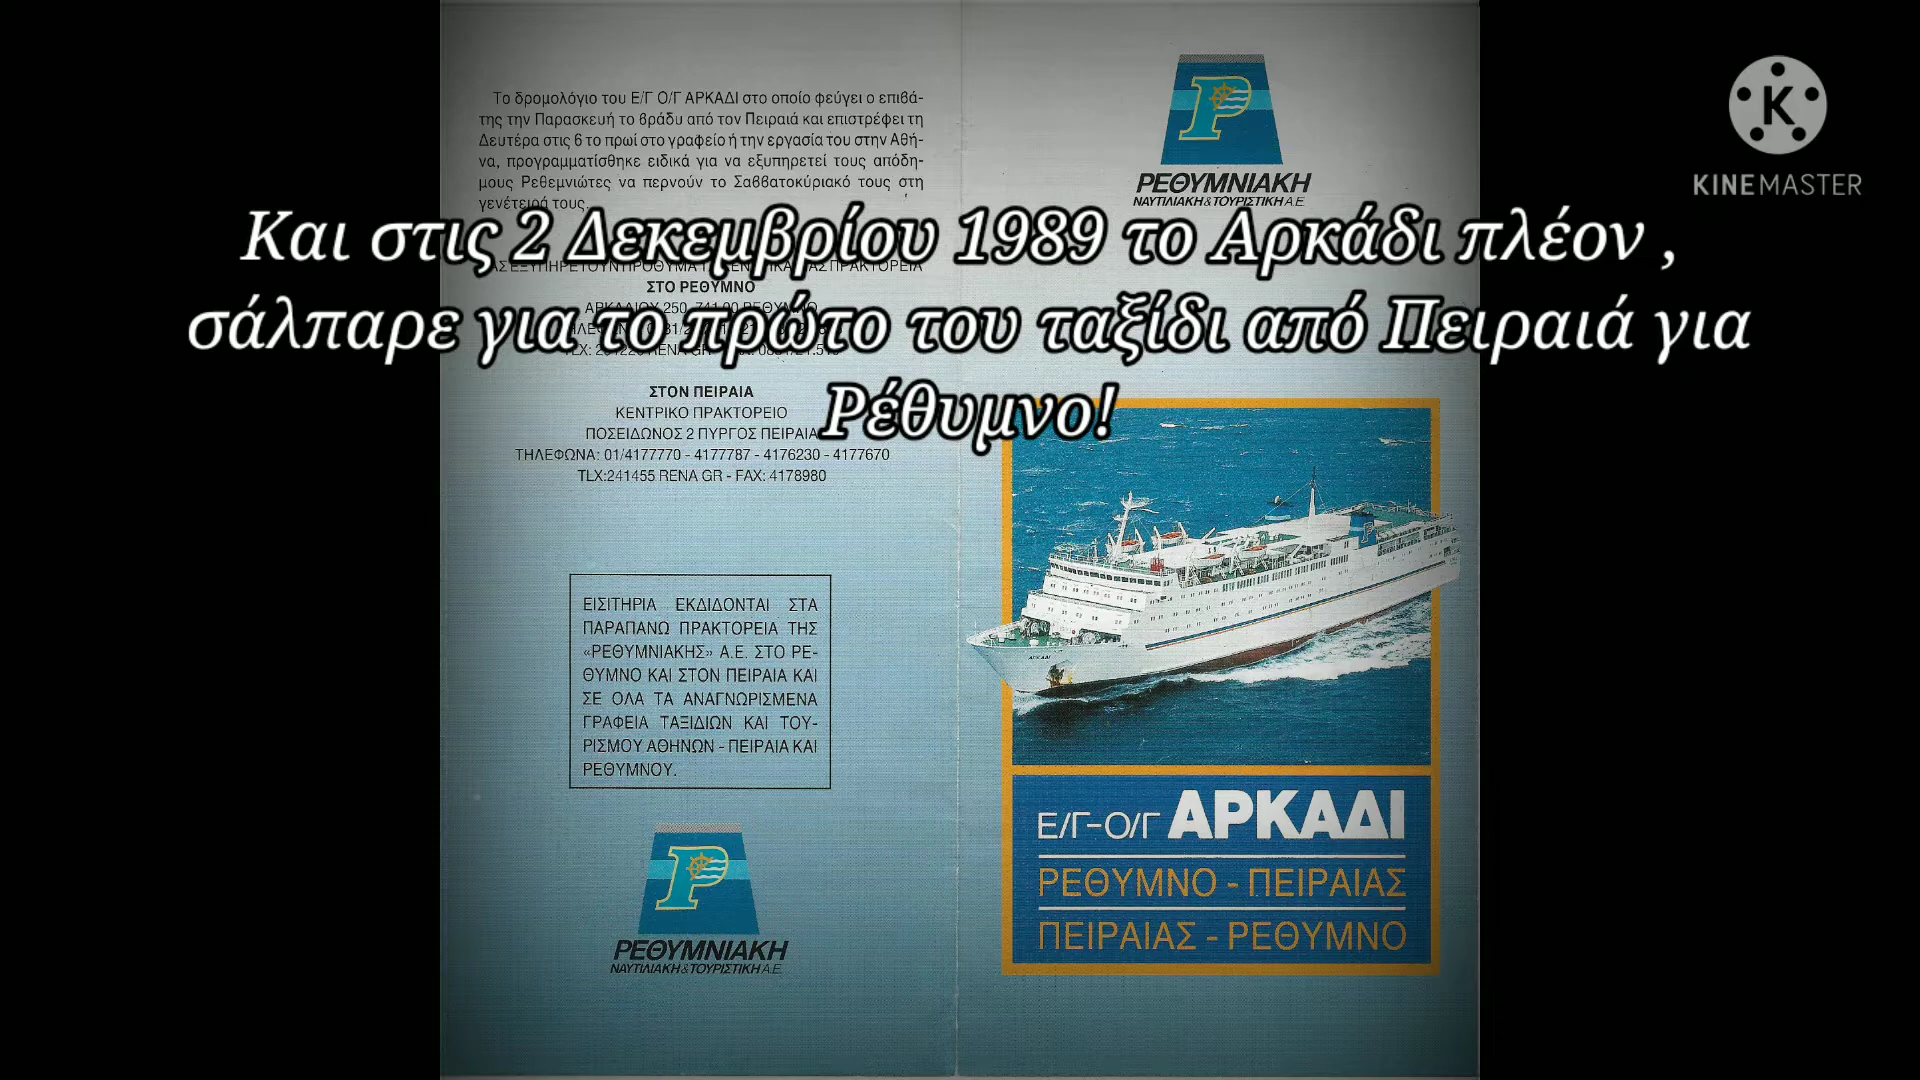 Το δρομολόγιο του Ε/Γ Ο/Γ ΑΡΚΑΔΙ στο οποίο φεύγει ο επιβά-
της την Παρασκευή το βράδυ από τον Πειραιά και επιστρέφει τη
Δευτέρα στις 6 το πρωί στο γραφείο ή την εργασία του στην Αθή-
να, προγραμματίσθηκε ειδικά για να εξυπηρετεί τους απόδη-
μους Ρεθεμνιώτες να περνούν το Σαββατοκύριακό τους στη
γενέτειρά τους.
Και στις 2 Δεκεμβρίου 1989 το Αρκάδι πλέον ,
σάλπαρε για το πρώτο του ταξίδι από Πειραιά για
Ρέθυμνο!
ΣΤΟ ΡΕΘΥΜΝΟ
ΣΤΟΝ ΠΕΙΡΑΙΑ
ΚΕΝΤΡΙΚΟ ΠΡΑΚΤΟΡΕΙΟ
ΠΟΣΕΙΔΩΝΟΣ 2 ΠΥΡΓΟΣ ΠΕΙΡΑΙΑ
ΤΗΛΕΦΩΝΑ: 01/4177770 - 4177787 - 4176230 - 4177670
TLX:241455 RENA GR - FAX: 4178980
ΕΙΣΙΤΗΡΙΑ ΕΚΔΙΔΟΝΤΑΙ ΣΤΑ
ΠΑΡΑΠΑΝΩ ΠΡΑΚΤΟΡΕΙΑ ΤΗΣ
«ΡΕΘΥΜΝΙΑΚΗΣ» Α.Ε. ΣΤΟ ΡΕ-
ΘΥΜΝΟ ΚΑΙ ΣΤΟΝ ΠΕΙΡΑΙΑ ΚΑΙ
ΣΕ ΟΛΑ ΤΑ ΑΝΑΓΝΩΡΙΣΜΕΝΑ
ΓΡΑΦΕΙΑ ΤΑΞΙΔΙΩΝ ΚΑΙ ΤΟΥ-
ΡΙΣΜΟΥ ΑΘΗΝΩΝ - ΠΕΙΡΑΙΑ ΚΑΙ
ΡΕΘΥΜΝΟΥ.
Ρ
ΡΕΘΥΜΝΙΑΚΗ
ΝΑΥΤΙΛΙΑΚΗ & ΤΟΥΡΙΣΤΙΚΗ Α.Ε.
Ρ
ΡΕΘΥΜΝΙΑΚΗ
ΝΑΥΤΙΛΙΑΚΗ & ΤΟΥΡΙΣΤΙΚΗ Α.Ε.
ΑΡΚΑΔΙ
Ε/Γ-Ο/Γ ΑΡΚΑΔΙ
ΡΕΘΥΜΝΟ - ΠΕΙΡΑΙΑΣ
ΠΕΙΡΑΙΑΣ - ΡΕΘΥΜΝΟ
K
KINEMASTER